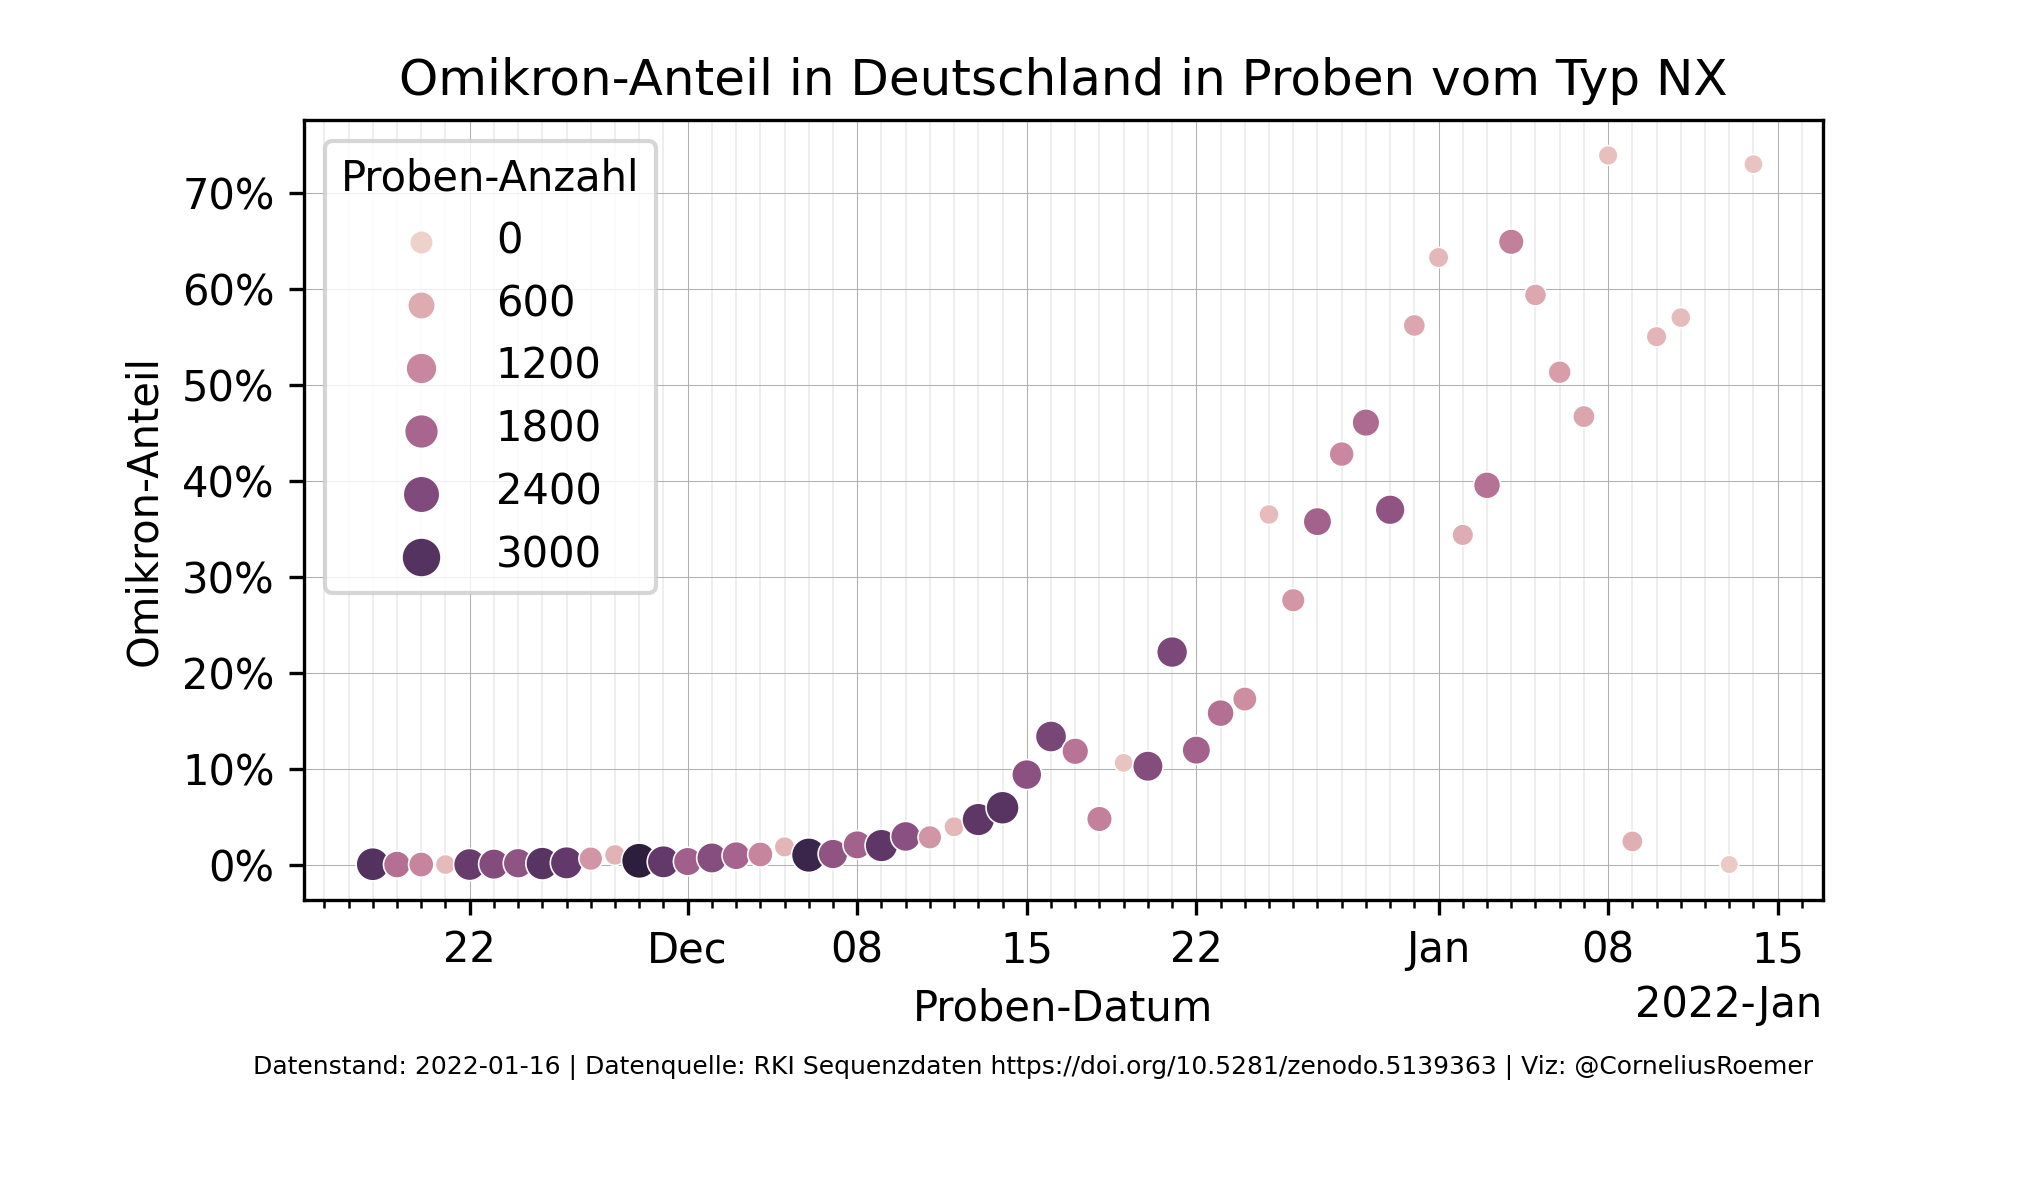 Omikron-Anteil in Deutschland in Proben vom Typ NX
Proben-Anzahl
0
600
1200
1800
2400
3000
Omikron-Anteil
70%
60%
50%
40%
30%
20%
10%
0%
22 Dec 08 15 22 Jan 08 15
Proben-Datum
2022-Jan
Datenstand: 2022-01-16 | Datenquelle: RKI Sequenzdaten https://doi.org/10.5281/zenodo.5139363 | Viz: @CorneliusRoemer